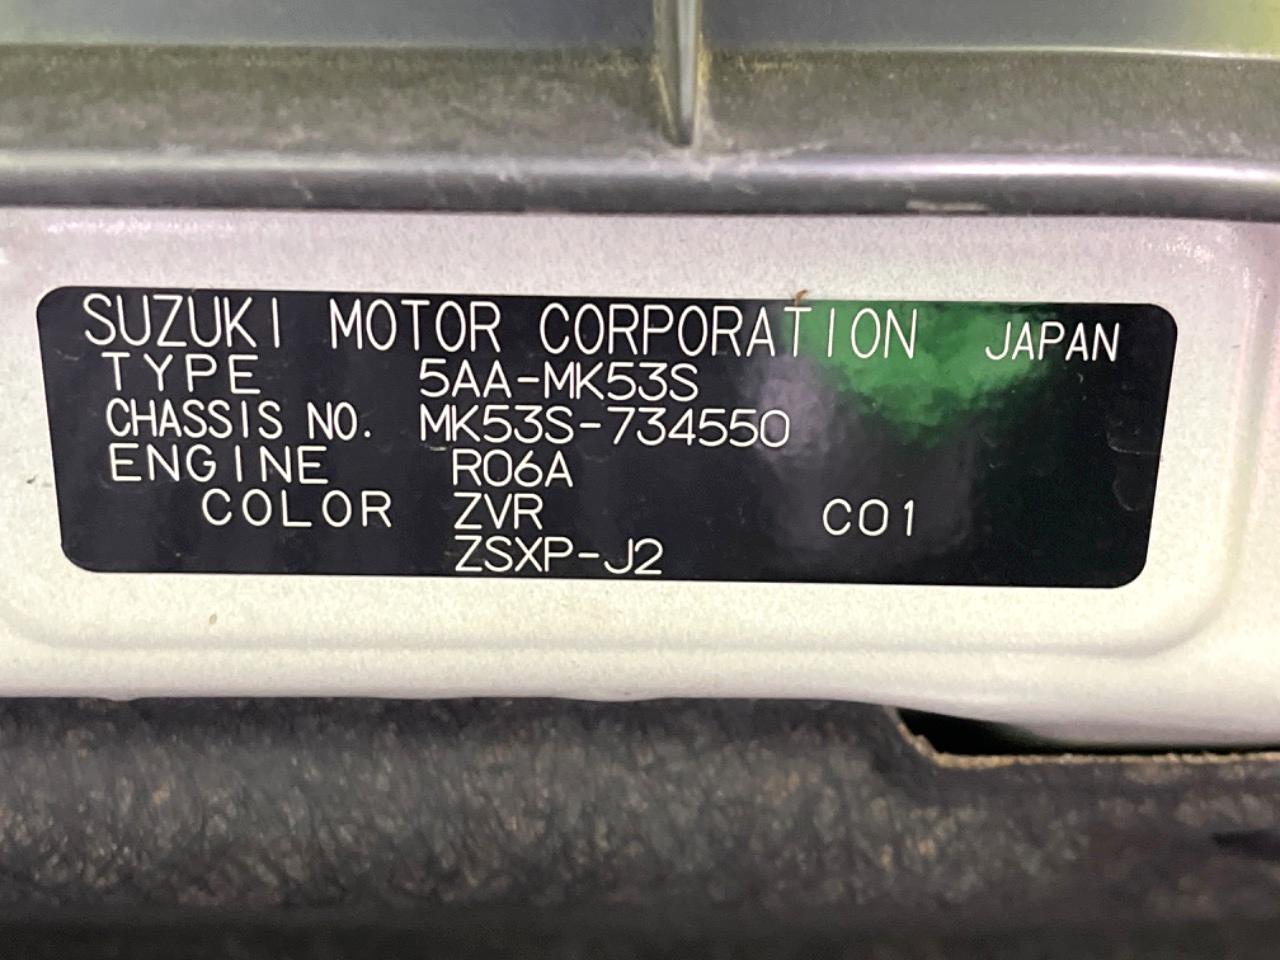 SUZUKI MOTOR CORPORATION JAPAN
TYPE 5AA-MK53S
CHASSIS NO. MK53S-734550
ENGINE R06A
COLOR ZVR C01
ZSXP-J2